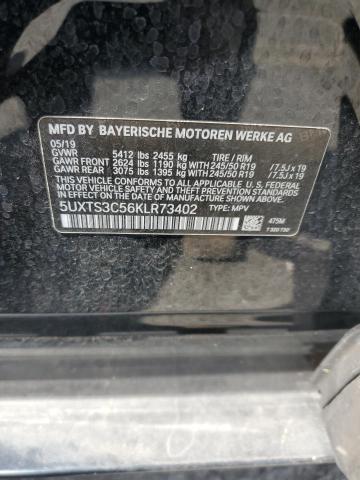 MFD BY BAYERISCHE MOTOREN WERKE AG
05/19
GVWR 5412 lbs 2455 kg TIRE / RIM
GAWR FRONT 2624 lbs 1190 kg WITH 245/50 R19 /7.5J x 19
GAWR REAR 3075 lbs 1395 kg WITH 245/50 R19 /7.5J x 19
THIS VEHICLE CONFORMS TO ALL APPLICABLE U.S. FEDERAL MOTOR
VEHICLE SAFETY, BUMPER, AND THEFT PREVENTION STANDARDS IN
EFFECT ON THE DATE OF MANUFACTURE SHOWN ABOVE.
5UXTS3C56KLR73402 TYPE: MPV
475M